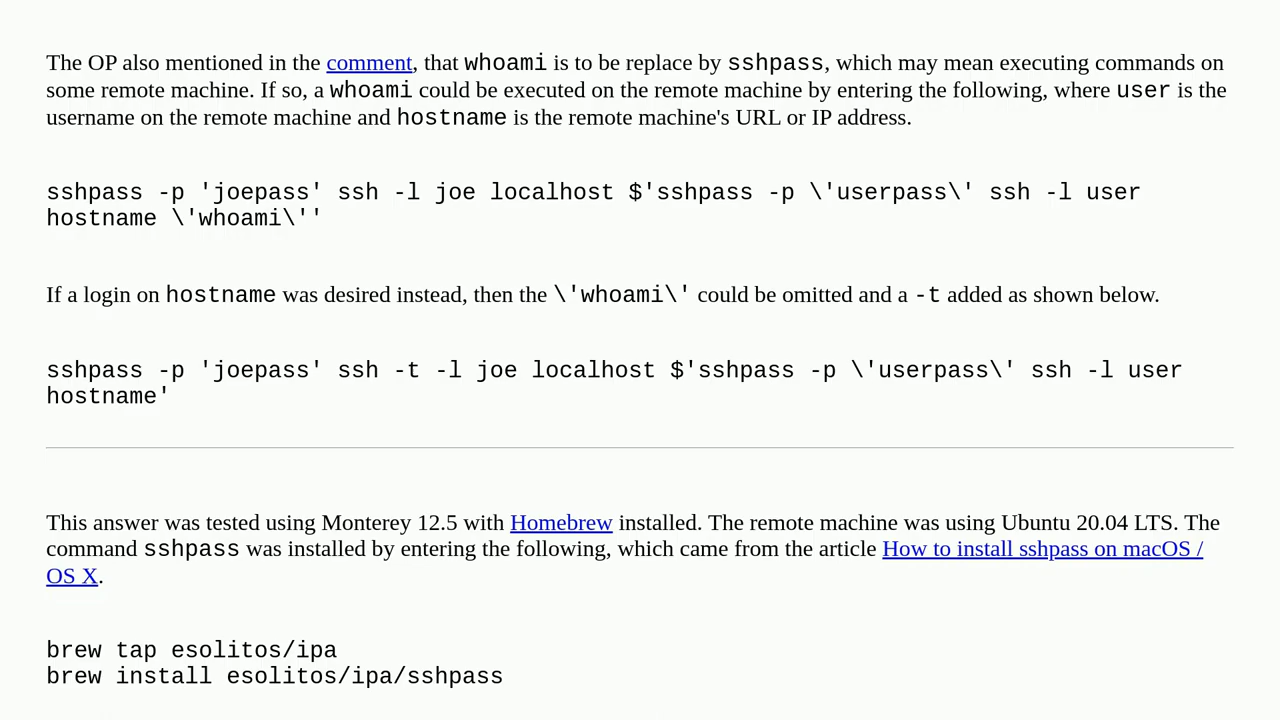 The OP also mentioned in the comment, that whoami is to be replace by sshpass, which may mean executing commands on
some remote machine. If so, a whoami could be executed on the remote machine by entering the following, where user is the
username on the remote machine and hostname is the remote machine's URL or IP address.
sshpass -p 'joepass' ssh -l joe localhost $'sshpass -p \'userpass\' ssh -l user
hostname \'whoami\''
If a login on hostname was desired instead, then the \'whoami\' could be omitted and a -t added as shown below.
sshpass -p 'joepass' ssh -t -l joe localhost $'sshpass -p \'userpass\' ssh -l user
hostname'
This answer was tested using Monterey 12.5 with Homebrew installed. The remote machine was using Ubuntu 20.04 LTS. The
command sshpass was installed by entering the following, which came from the article How to install sshpass on macOS /
OS X.
brew tap esolitos/ipa
brew install esolitos/ipa/sshpass